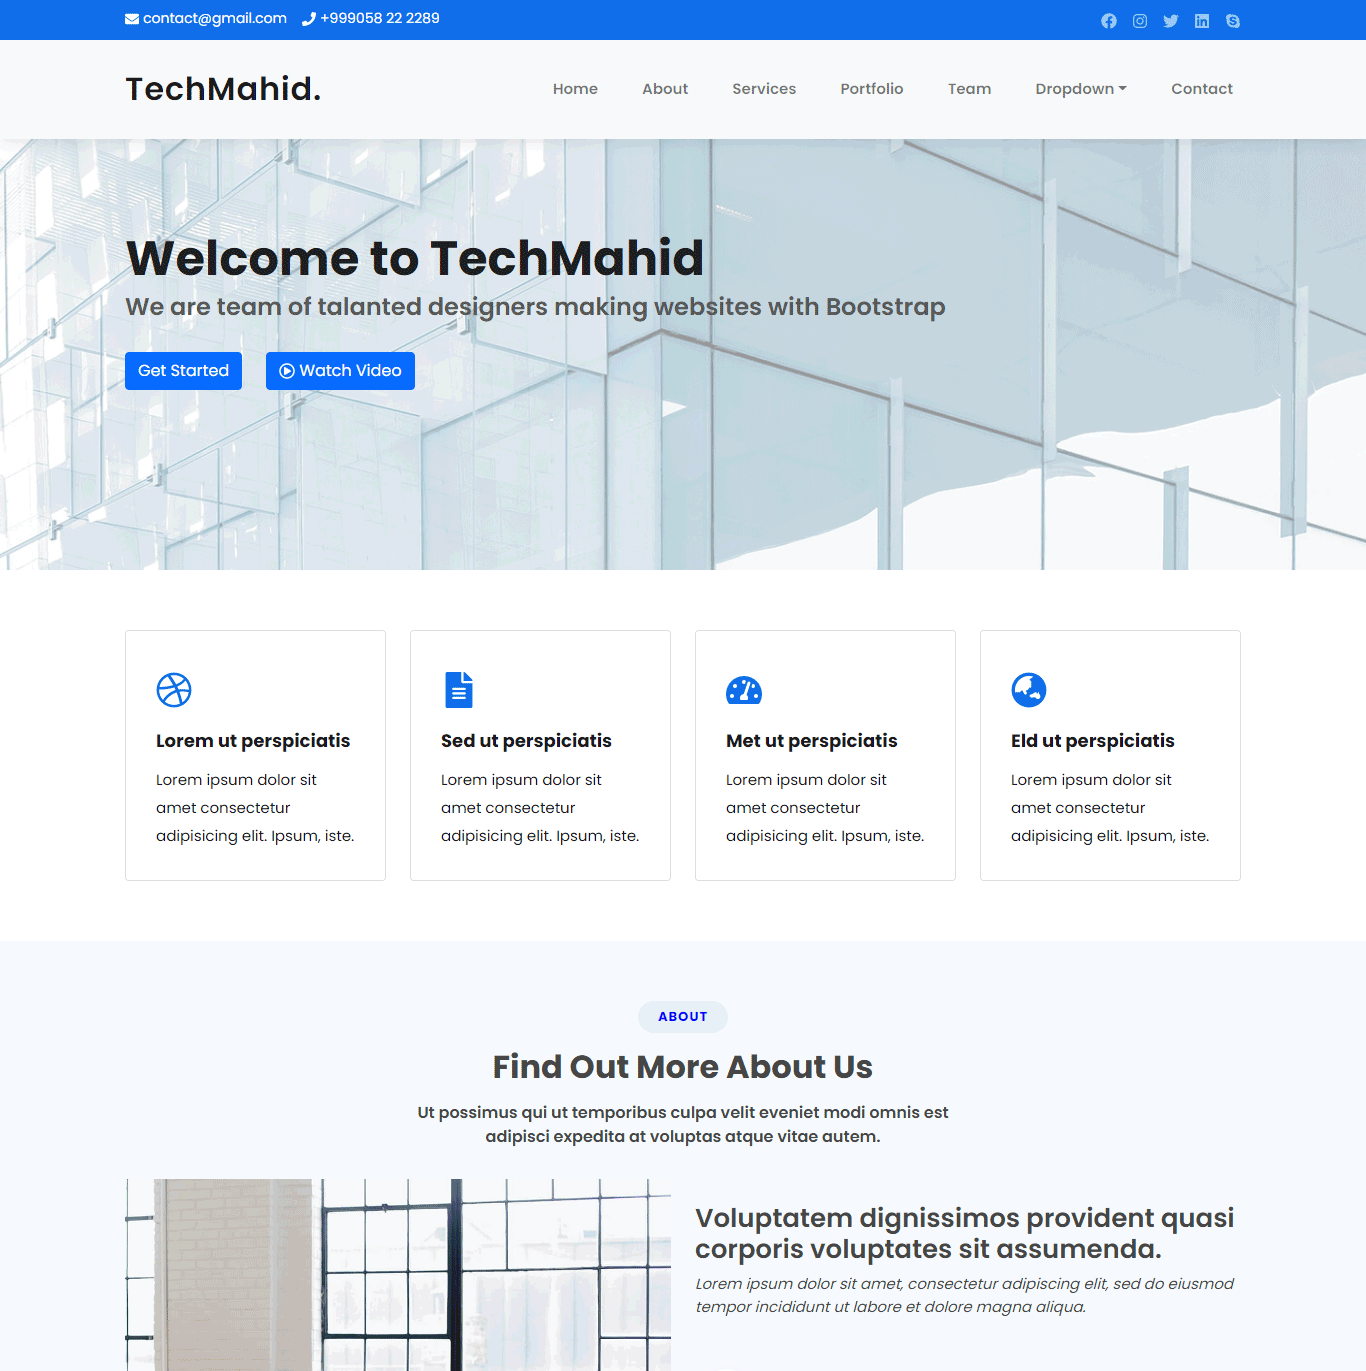 contact@gmail.com +999058 22 2289
TechMahid.
Home About Services Portfolio Team Dropdown Contact
Welcome to TechMahid
We are team of talanted designers making websites with Bootstrap
Get Started Watch Video
Lorem ut perspiciatis
Lorem ipsum dolor sit
amet consectetur
adipisicing elit. Ipsum, iste.
Sed ut perspiciatis
Lorem ipsum dolor sit
amet consectetur
adipisicing elit. Ipsum, iste.
Met ut perspiciatis
Lorem ipsum dolor sit
amet consectetur
adipisicing elit. Ipsum, iste.
Eld ut perspiciatis
Lorem ipsum dolor sit
amet consectetur
adipisicing elit. Ipsum, iste.
ABOUT
Find Out More About Us
Ut possimus qui ut temporibus culpa velit eveniet modi omnis est
adipisci expedita at voluptas atque vitae autem.
Voluptatem dignissimos provident quasi
corporis voluptates sit assumenda.
Lorem ipsum dolor sit amet, consectetur adipiscing elit, sed do eiusmod
tempor incididunt ut labore et dolore magna aliqua.